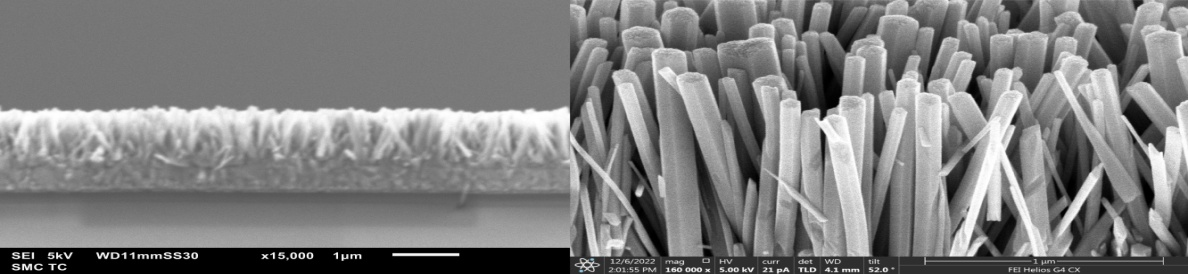 SEI 5kV WD11mmSS30 x15,000 1μm
SMC TC
12/6/2022 mag HV curr det WD tilt 1 μm
2:01:55 PM 160 000 x 5.00 kV 21 pA TLD 4.1 mm 52.0 ° FEI Helios G4 CX